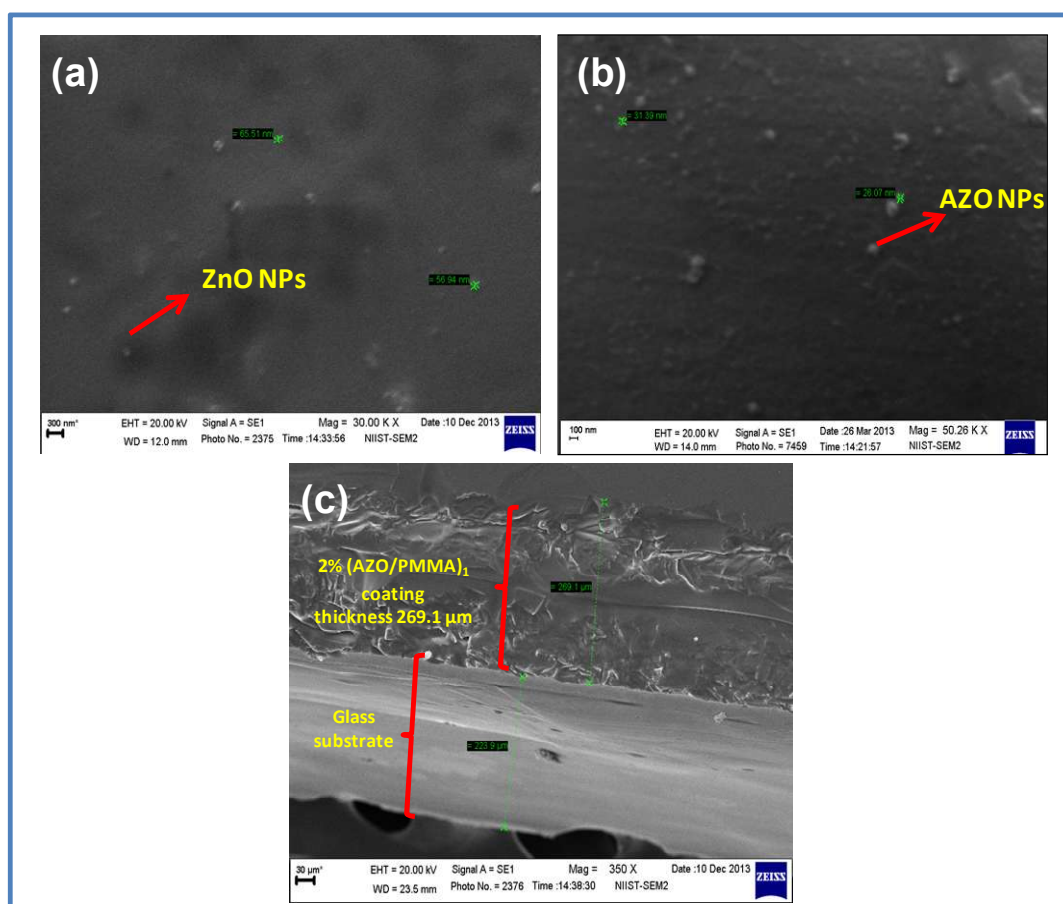 (a)
= 65.51 nm
= 56.94 nm
ZnO NPs
300 nm*
EHT = 20.00 kV Signal A = SE1 Mag = 30.00 K X Date :10 Dec 2013
WD = 12.0 mm Photo No. = 2375 Time :14:33:56 NIIST-SEM2
ZEISS
(b)
= 31.39 nm
= 26.07 nm
AZO NPs
100 nm
EHT = 20.00 kV Signal A = SE1 Date :26 Mar 2013 Mag = 50.26 K X
WD = 14.0 mm Photo No. = 7459 Time :14:21:57 NIIST-SEM2
ZEISS
(c)
2% (AZO/PMMA)₁
coating
thickness 269.1 µm
= 269.1 µm
Glass
substrate
= 223.9 µm
30 µm*
EHT = 20.00 kV Signal A = SE1 Mag = 350 X Date :10 Dec 2013
WD = 23.5 mm Photo No. = 2376 Time :14:38:30 NIIST-SEM2
ZEISS